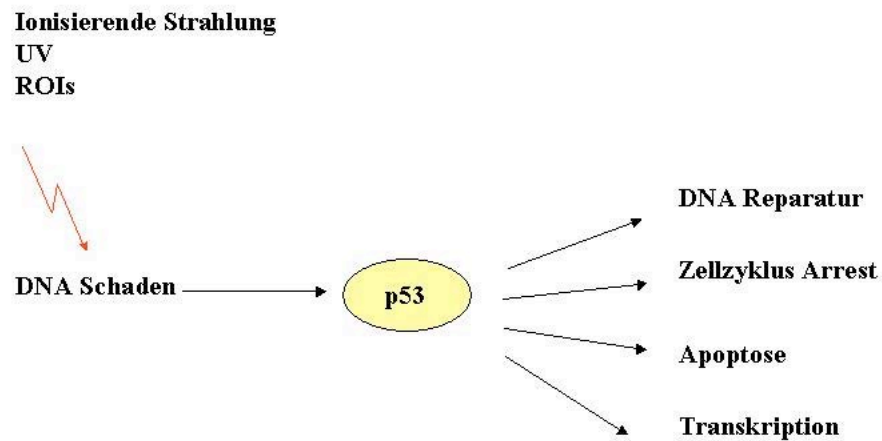 Ionisierende Strahlung
UV
ROIs
DNA Schaden
p53
DNA Reparatur
Zellzyklus Arrest
Apoptose
Transkription